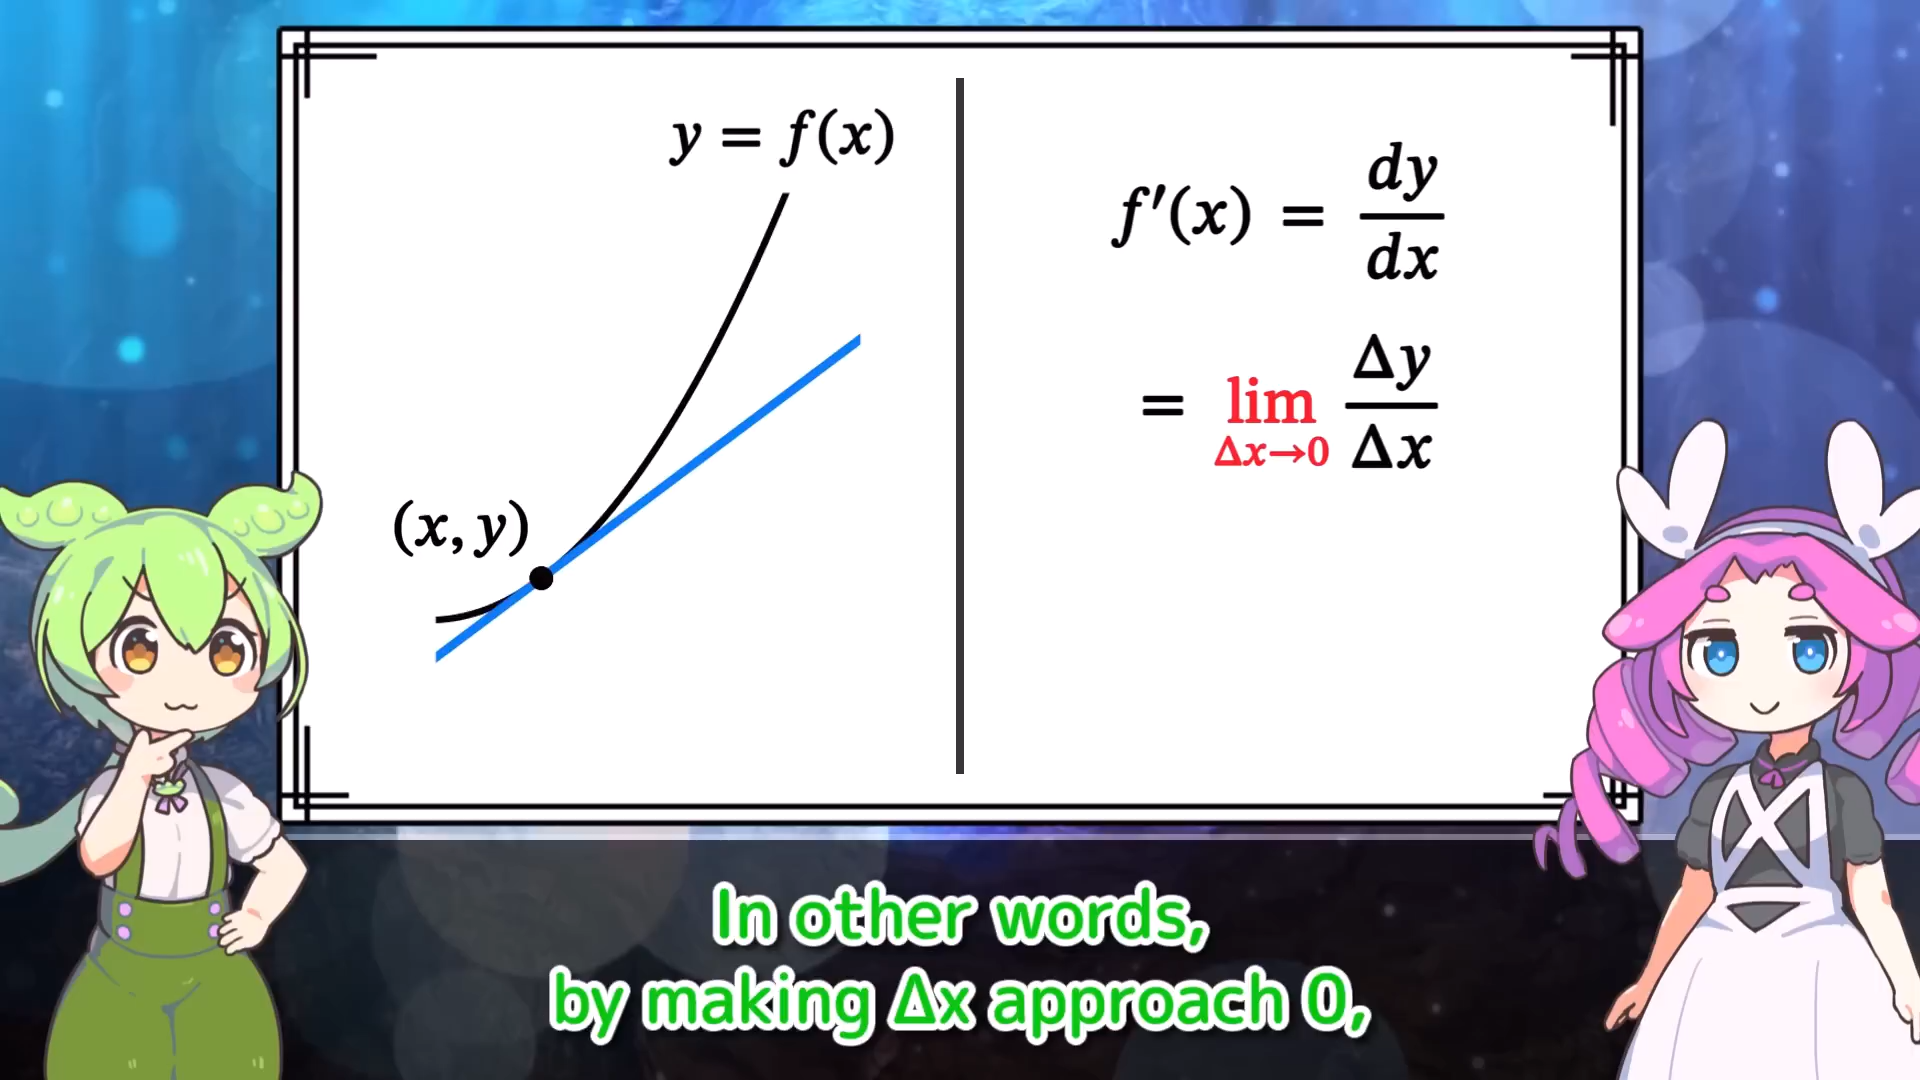 y = f(x)
(x, y)
f′(x) = dy/dx
= lim Δx→0 Δy/Δx
In other words,
by making Δx approach 0,